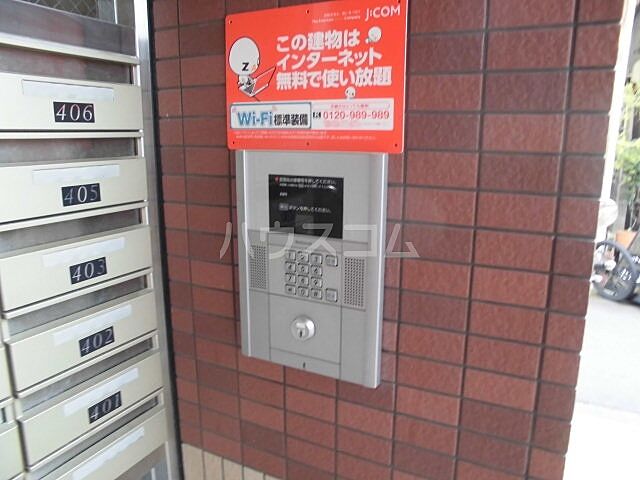 J:COM
この建物は
インターネット
無料で使い放題
Wi-Fi標準装備
0120-989-989
406
405
403
402
401
ハウスコム